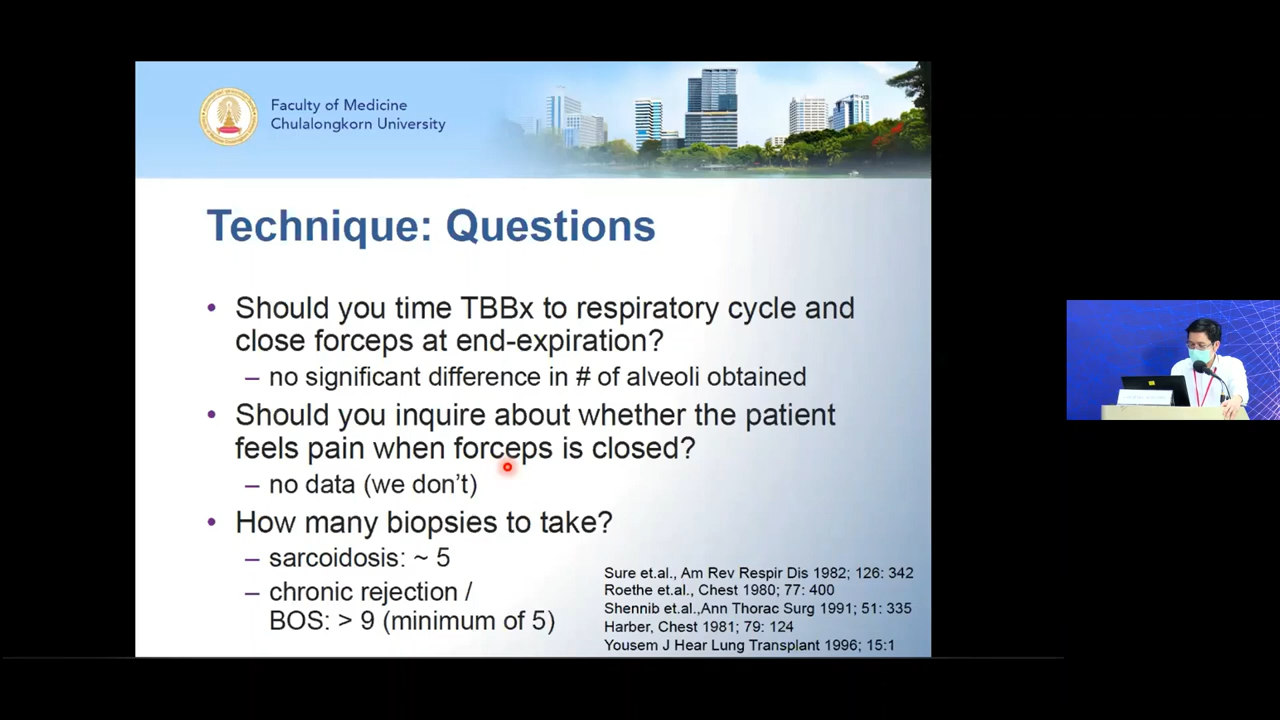 Faculty of Medicine
Chulalongkorn University
Technique: Questions
• Should you time TBBx to respiratory cycle and
close forceps at end-expiration?
– no significant difference in # of alveoli obtained
• Should you inquire about whether the patient
feels pain when forceps is closed?
– no data (we don't)
• How many biopsies to take?
– sarcoidosis: ~ 5
– chronic rejection /
BOS: > 9 (minimum of 5)
Sure et.al., Am Rev Respir Dis 1982; 126: 342
Roethe et.al., Chest 1980; 77: 400
Shennib et.al.,Ann Thorac Surg 1991; 51: 335
Harber, Chest 1981; 79: 124
Yousem J Hear Lung Transplant 1996; 15:1